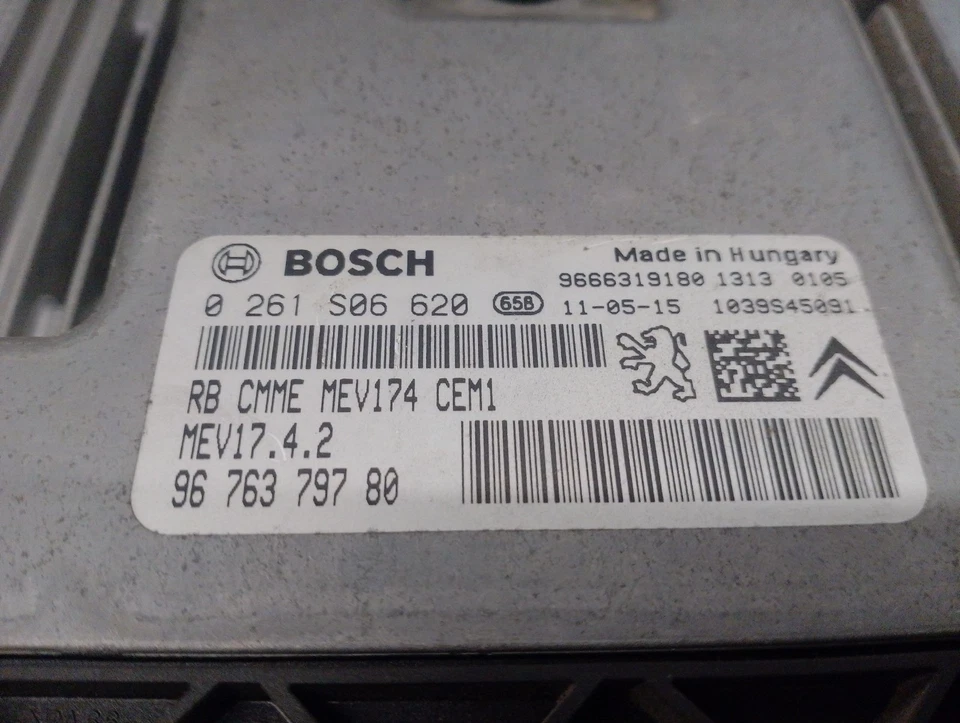 BOSCH
Made in Hungary
9666319180 1313 0105
0 261 S06 620 65B 11-05-15 1039S45091
RB CMME MEV174 CEM1
MEV17.4.2
96 763 797 80